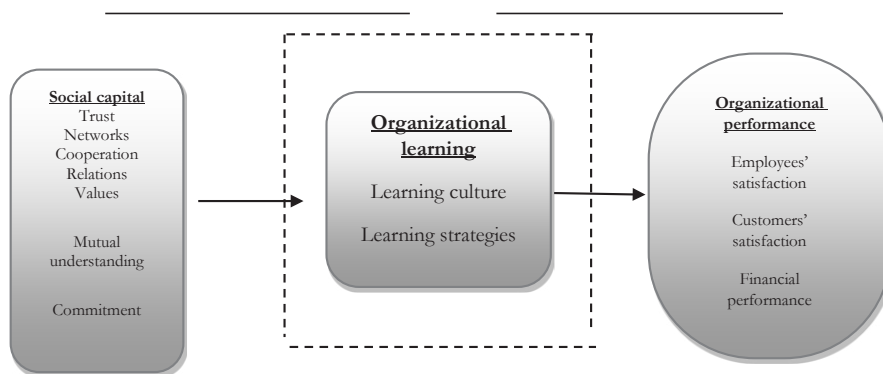 Social capital
Trust
Networks
Cooperation
Relations
Values
Mutual
understanding
Commitment
Organizational
learning
Learning culture
Learning strategies
Organizational
performance
Employees’
satisfaction
Customers’
satisfaction
Financial
performance